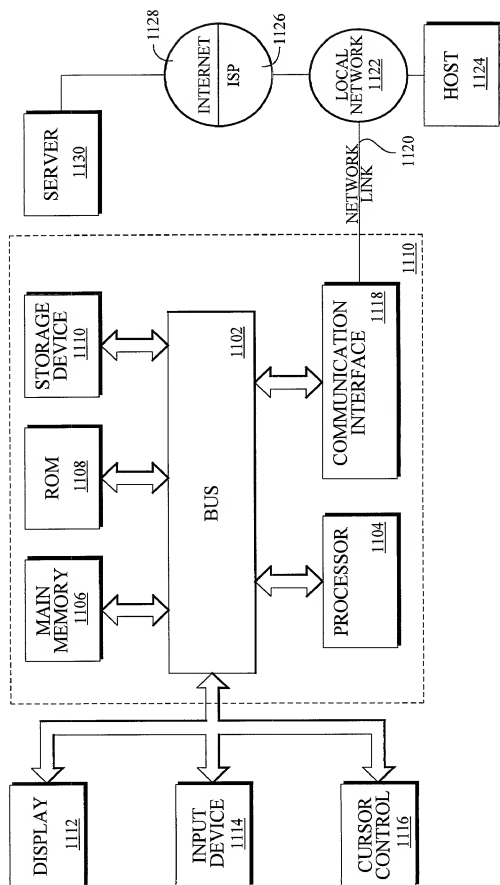 DISPLAY
1112
INPUT
DEVICE
1114
CURSOR
CONTROL
1116
MAIN
MEMORY
1106
ROM
1108
STORAGE
DEVICE
1110
BUS
1102
PROCESSOR
1104
COMMUNICATION
INTERFACE
1118
1110
SERVER
1130
NETWORK
LINK
1120
INTERNET
1128
ISP
1126
LOCAL
NETWORK
1122
HOST
1124